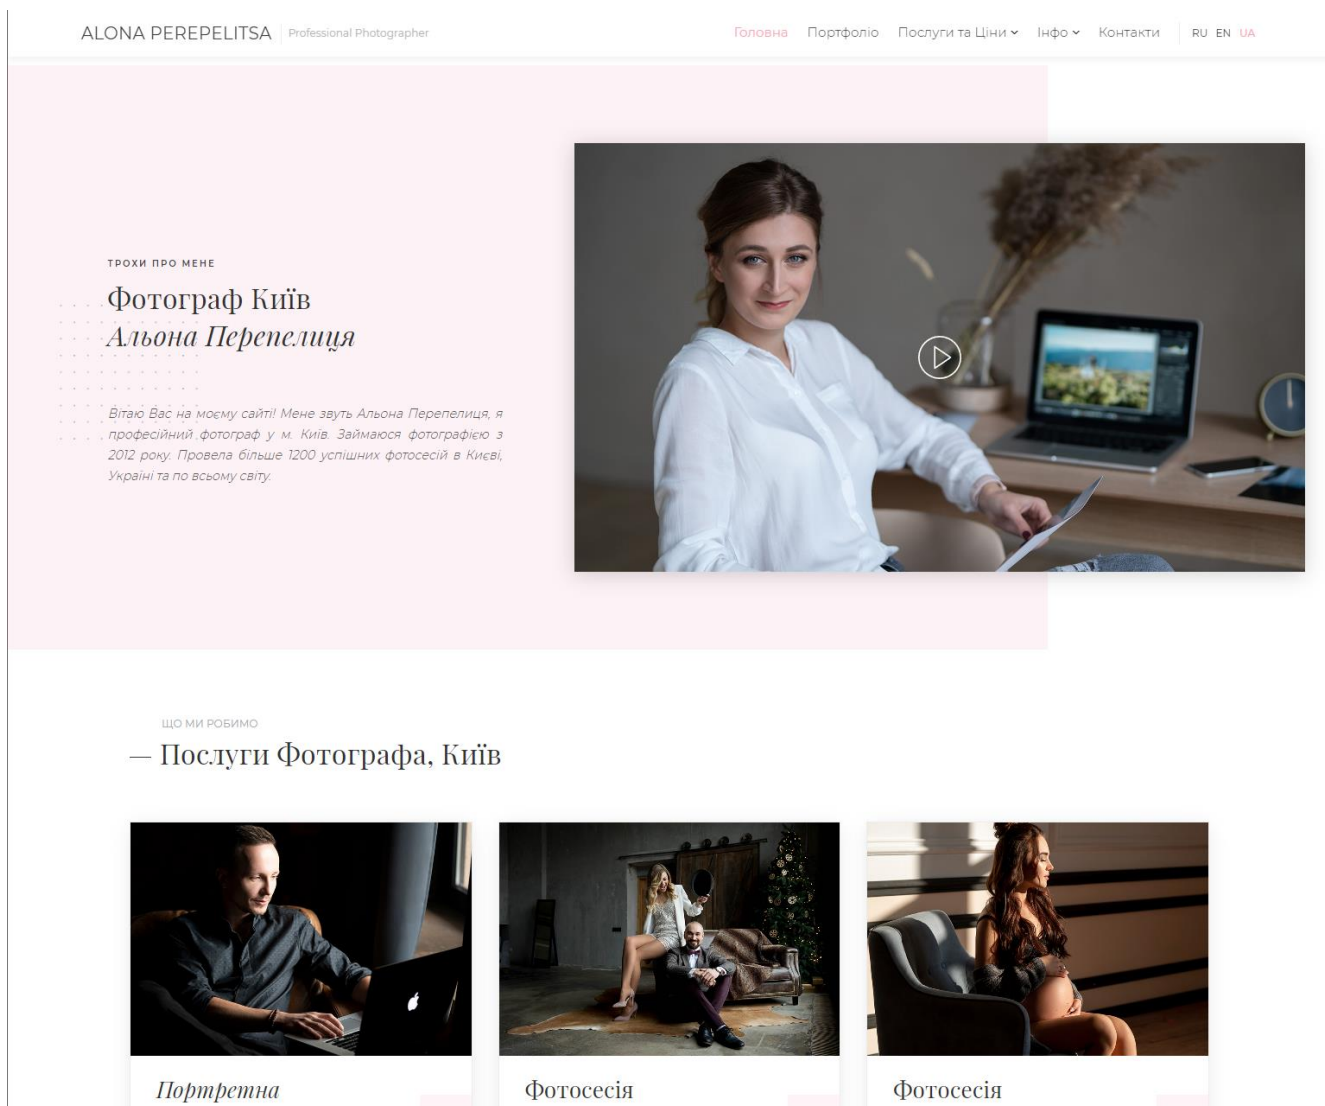 ALONA PEREPELITSA Professional Photographer
Головна Портфоліо Послуги та Ціни Інфо Контакти RU EN UA
ТРОХИ ПРО МЕНЕ
Фотограф Київ
Альона Перепелиця
Вітаю Вас на моєму сайті! Мене звуть Альона Перепелиця, я
професійний фотограф у м. Київ. Займаюся фотографією з
2012 року. Провела більше 1200 успішних фотосесій в Києві,
Україні та по всьому світу.
ЩО МИ РОБИМО
— Послуги Фотографа, Київ
Портретна
Фотосесія
Фотосесія